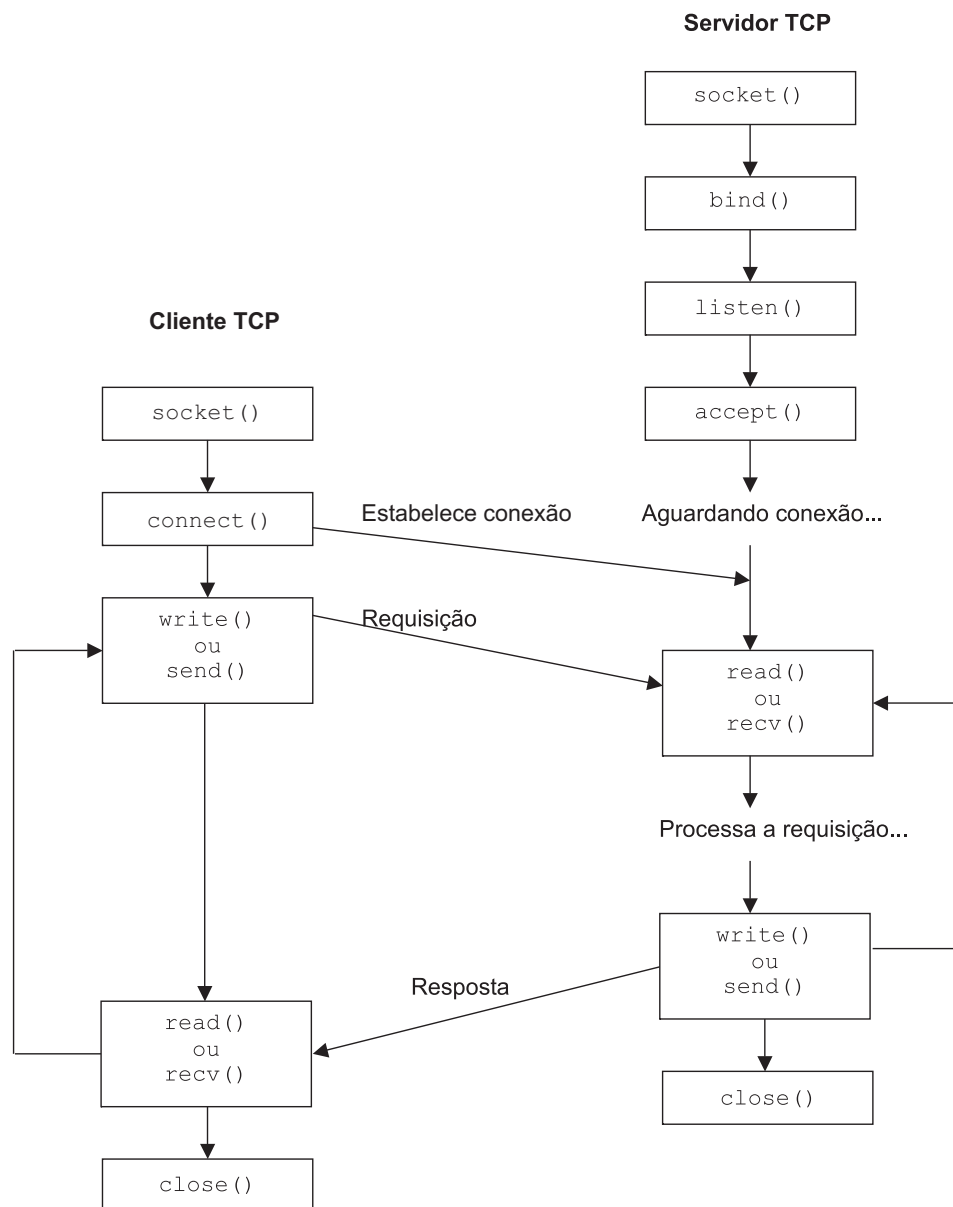 Servidor TCP
socket()
bind()
listen()
accept()
Aguardando conexão...
Cliente TCP
socket()
connect()
Estabelece conexão
write()
ou
send()
Requisição
read()
ou
recv()
Processa a requisição...
write()
ou
send()
Resposta
read()
ou
recv()
close()
close()